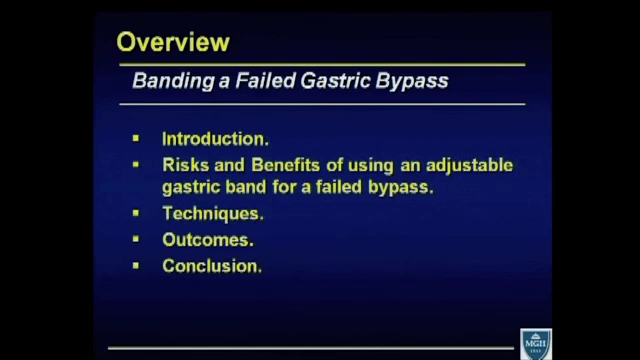 Overview
Banding a Failed Gastric Bypass
Introduction.
Risks and Benefits of using an adjustable
gastric band for a failed bypass.
Techniques.
Outcomes.
Conclusion.
MGH
1811